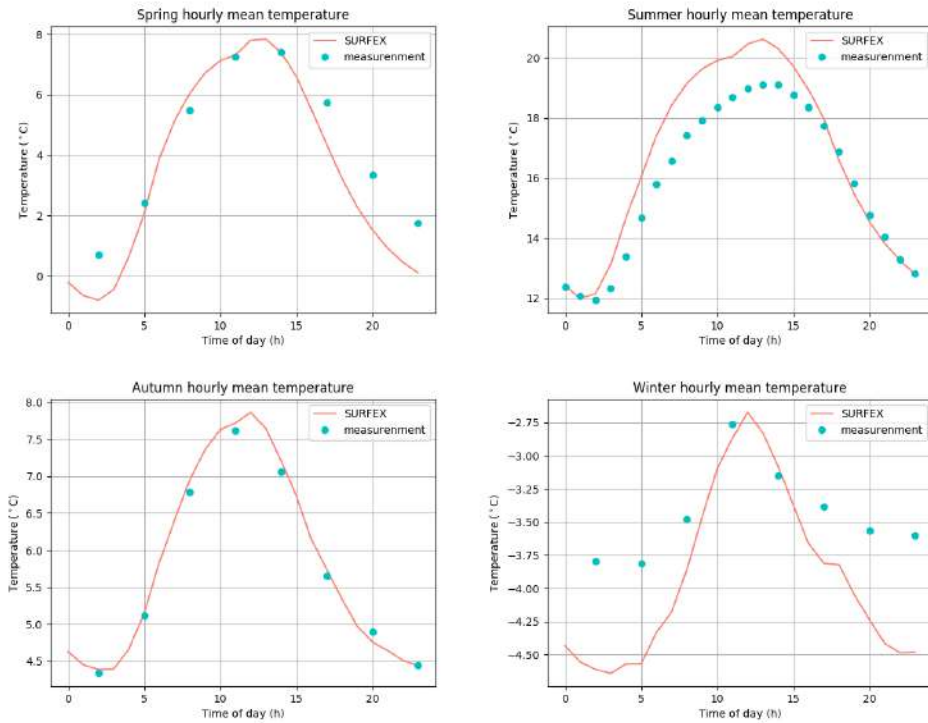 Spring hourly mean temperature
SURFEX
measurenment
8
6
4
2
0
Temperature (°C)
0 5 10 15 20
Time of day (h)
Summer hourly mean temperature
SURFEX
measurenment
20
18
16
14
12
Temperature (°C)
0 5 10 15 20
Time of day (h)
Autumn hourly mean temperature
SURFEX
measurenment
8.0
7.5
7.0
6.5
6.0
5.5
5.0
4.5
Temperature (°C)
0 5 10 15 20
Time of day (h)
Winter hourly mean temperature
SURFEX
measurenment
−2.75
−3.00
−3.25
−3.50
−3.75
−4.00
−4.25
−4.50
Temperature (°C)
0 5 10 15 20
Time of day (h)